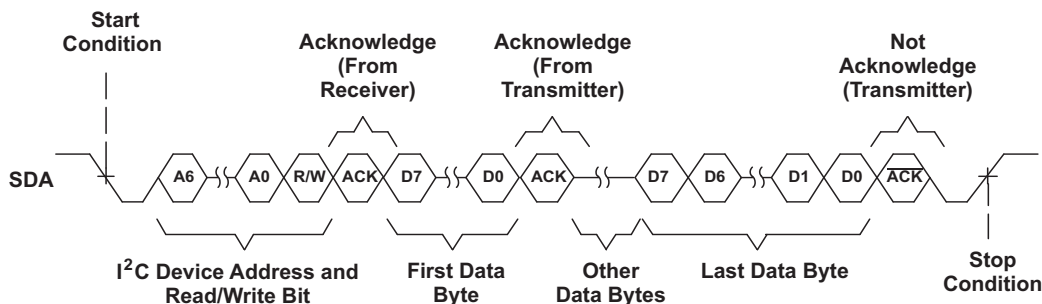 Start
Condition
Acknowledge
(From
Receiver)
Acknowledge
(From
Transmitter)
Not
Acknowledge
(Transmitter)
SDA
A6
A0
R/W
ACK
D7
D0
ACK
D7
D6
D1
D0
A̅C̅K̅
I²C Device Address and
Read/Write Bit
First Data
Byte
Other
Data Bytes
Last Data Byte
Stop
Condition